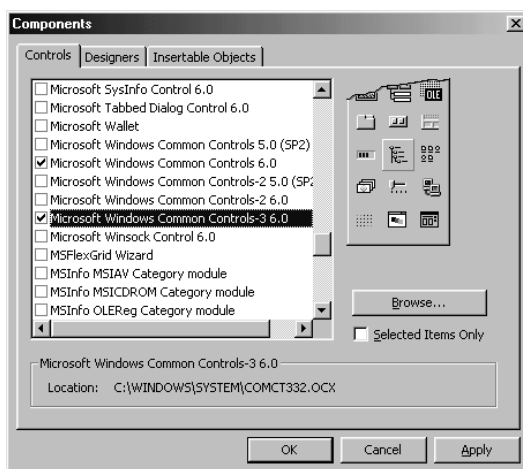 Components
Controls Designers Insertable Objects
Microsoft SysInfo Control 6.0
Microsoft Tabbed Dialog Control 6.0
Microsoft Wallet
Microsoft Windows Common Controls 5.0 (SP2)
Microsoft Windows Common Controls 6.0
Microsoft Windows Common Controls-2 5.0 (SP2
Microsoft Windows Common Controls-2 6.0
Microsoft Windows Common Controls-3 6.0
Microsoft Winsock Control 6.0
MSFlexGrid Wizard
MSInfo MSIAV Category module
MSInfo MSICDROM Category module
MSInfo OLEReg Category module
OLE
Browse...
Selected Items Only
Microsoft Windows Common Controls-3 6.0
Location: C:\WINDOWS\SYSTEM\COMCT332.OCX
OK Cancel Apply